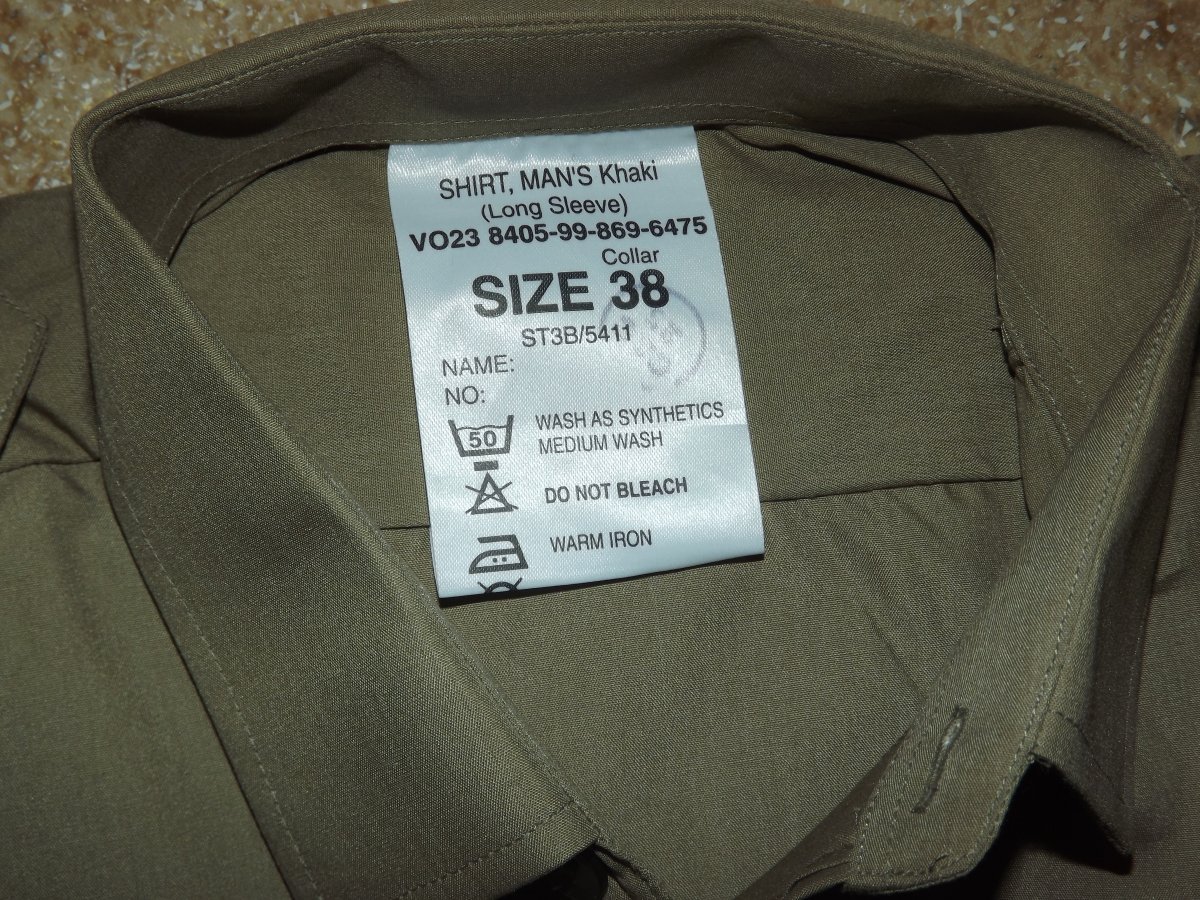 SHIRT, MAN'S Khaki
(Long Sleeve)
VO23 8405-99-869-6475
Collar
SIZE 38
ST3B/5411
NAME:
NO:
50
WASH AS SYNTHETICS
MEDIUM WASH
DO NOT BLEACH
WARM IRON